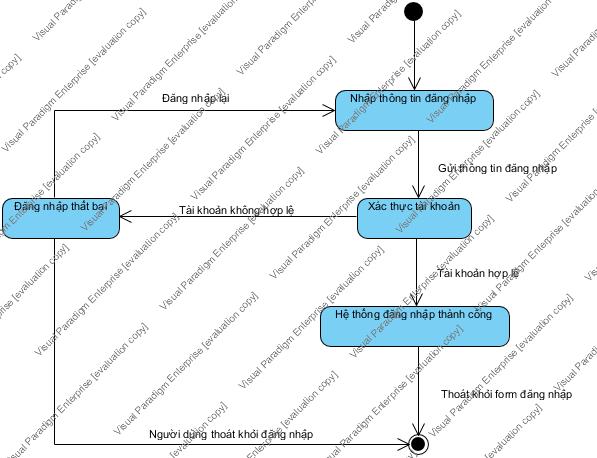 Đăng nhập lại
Nhập thông tin đăng nhập
Gửi thông tin đăng nhập
Đăng nhập thất bại
Tài khoản không hợp lệ
Xác thực tài khoản
Tài khoản hợp lệ
Hệ thống đăng nhập thành công
Thoát khỏi form đăng nhập
Người dùng thoát khỏi đăng nhập
Visual Paradigm Enterprise [evaluation copy]